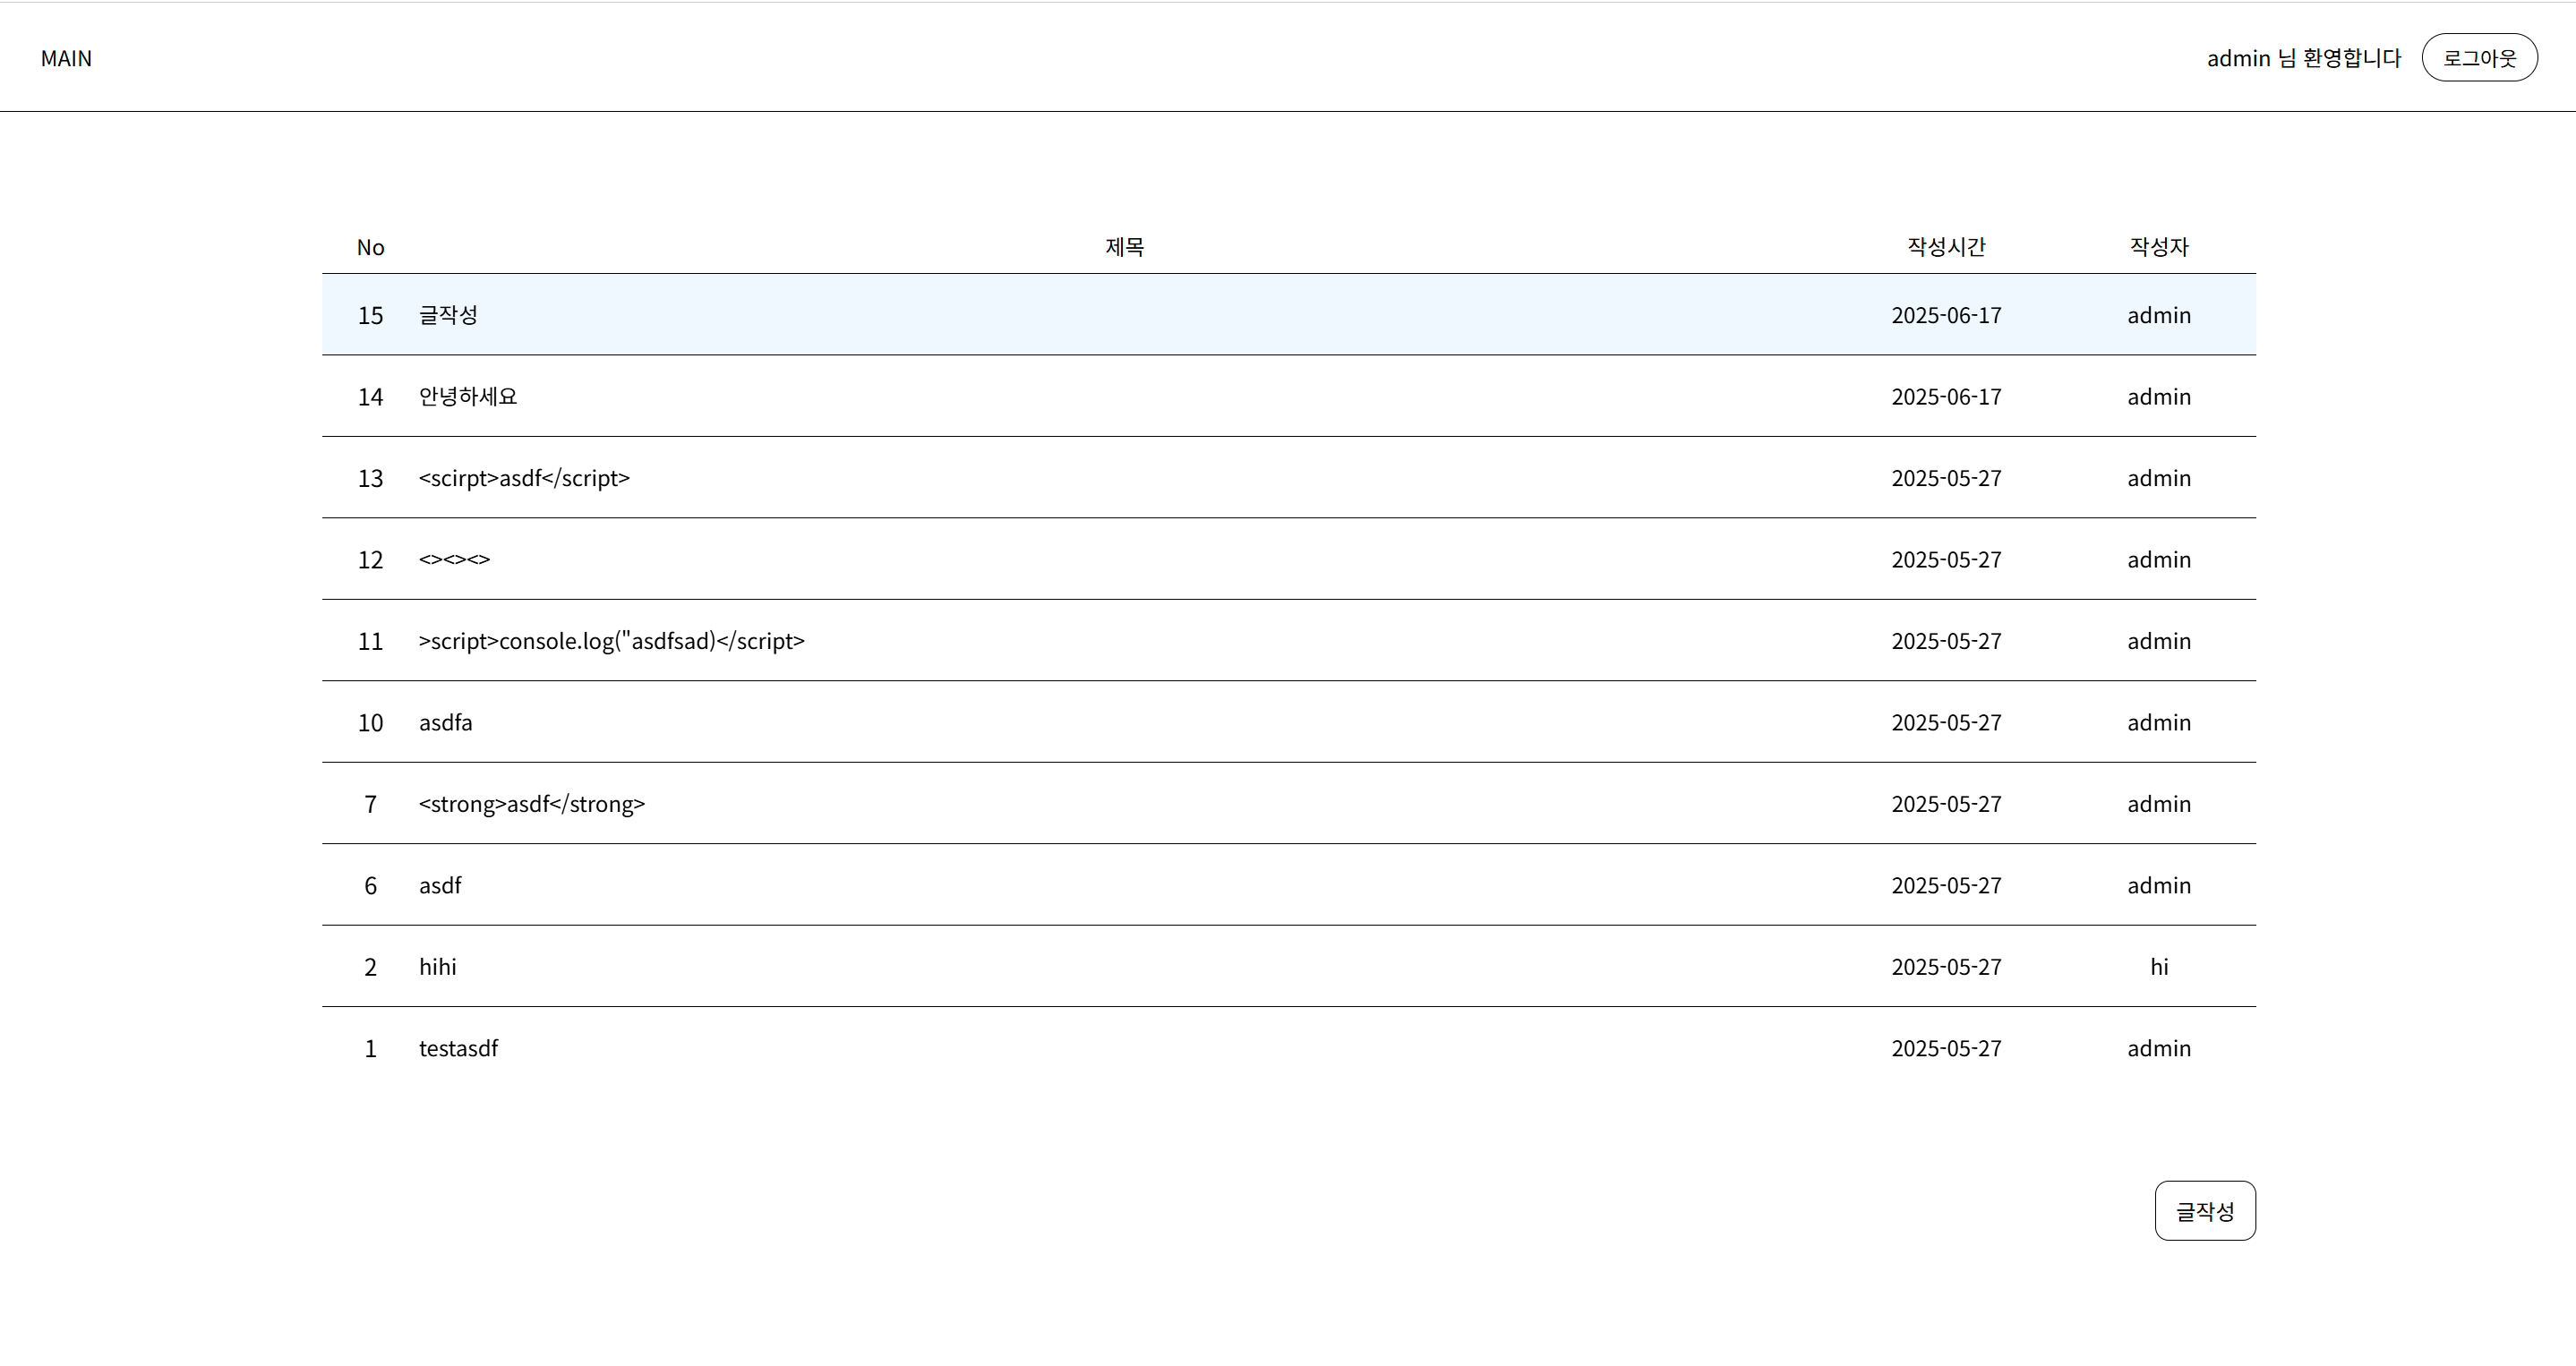 MAIN admin 님 환영합니다 로그아웃
No 제목 작성시간 작성자
15 글작성 2025-06-17 admin
14 안녕하세요 2025-06-17 admin
13 <scirpt>asdf</script> 2025-05-27 admin
12 <><><> 2025-05-27 admin
11 >script>console.log("asdfsad)</script> 2025-05-27 admin
10 asdfa 2025-05-27 admin
7 <strong>asdf</strong> 2025-05-27 admin
6 asdf 2025-05-27 admin
2 hihi 2025-05-27 hi
1 testasdf 2025-05-27 admin
글작성